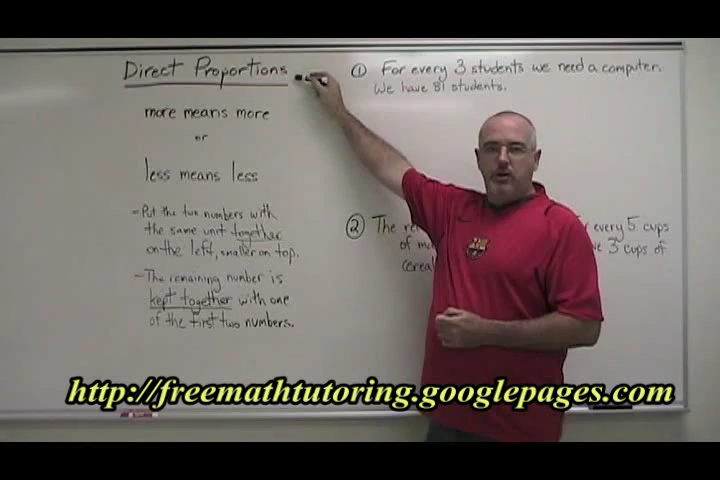 Direct Proportions
more means more
or
less means less
- Put the two numbers with
the same unit together
on the left, smaller on top.
- The remaining number is
kept together with one
of the first two numbers.
① For every 3 students we need a computer.
We have 81 students.
② The every 5 cups
of 3 cups of
cereal
http://freemathtutoring.googlepages.com